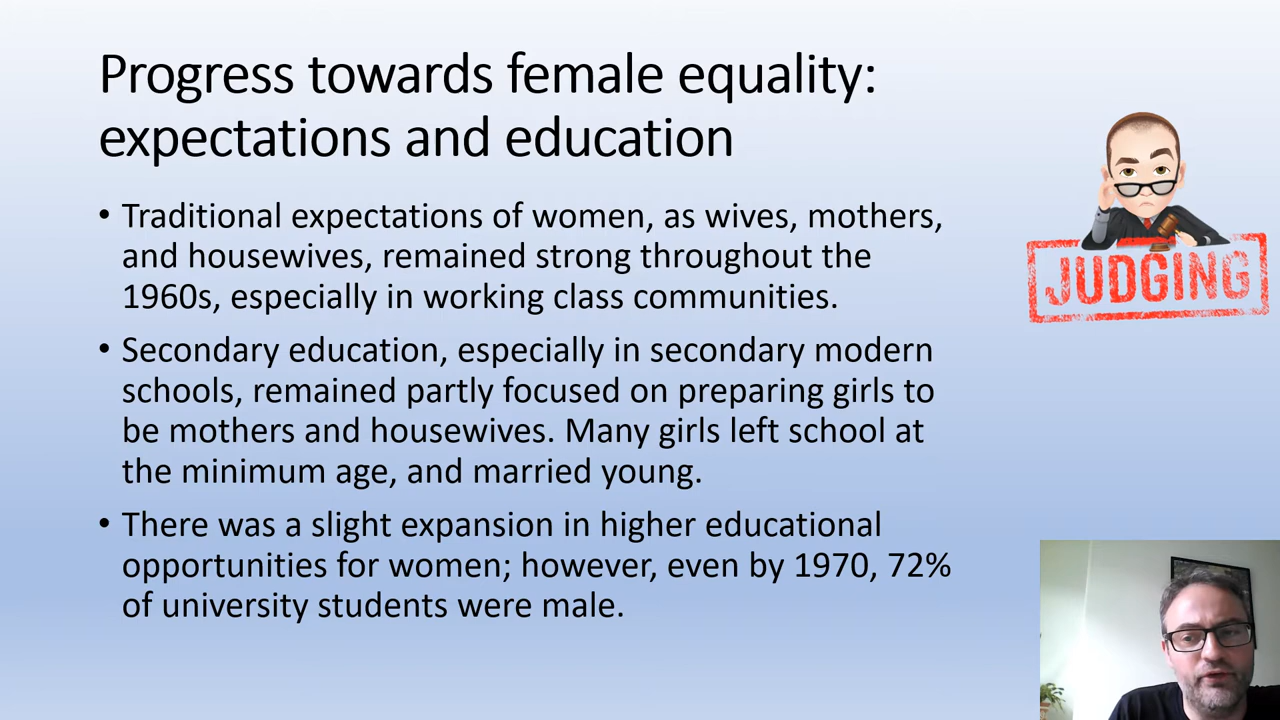 Progress towards female equality:
expectations and education
• Traditional expectations of women, as wives, mothers,
and housewives, remained strong throughout the
1960s, especially in working class communities.
• Secondary education, especially in secondary modern
schools, remained partly focused on preparing girls to
be mothers and housewives. Many girls left school at
the minimum age, and married young.
• There was a slight expansion in higher educational
opportunities for women; however, even by 1970, 72%
of university students were male.
JUDGING